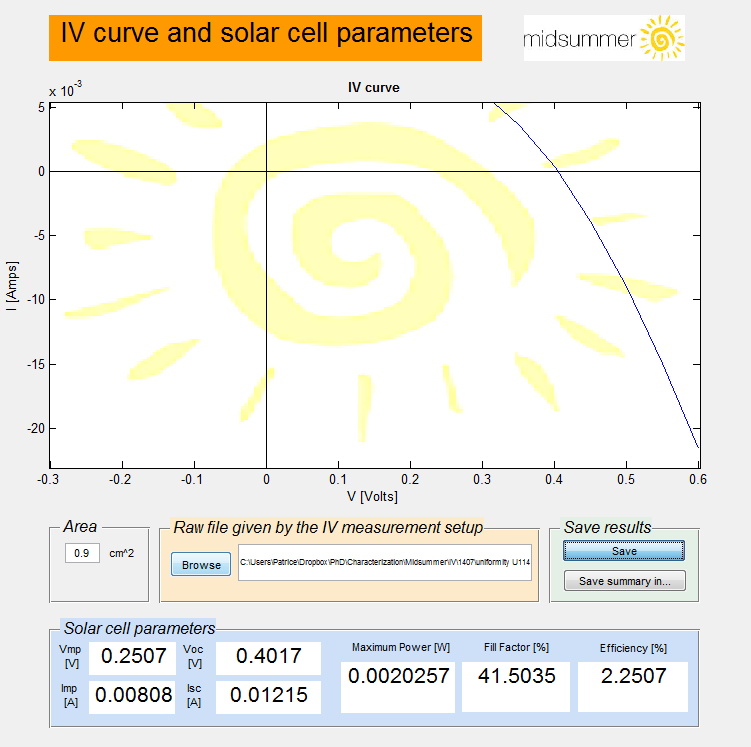 IV curve and solar cell parameters
midsummer
x 10^-3
IV curve
5
0
-5
-10
-15
-20
I [Amps]
-0.3 -0.2 -0.1 0 0.1 0.2 0.3 0.4 0.5 0.6
V [Volts]
Area
0.9 cm^2
Raw file given by the IV measurement setup
Browse
C:\Users\Patrice\Dropbox\PhD\Characterization\Midsummer\IV\1407\uniformity U114
Save results
Save
Save summary in...
Solar cell parameters
Vmp [V] 0.2507 Voc [V] 0.4017
Imp [A] 0.00808 Isc [A] 0.01215
Maximum Power [W] Fill Factor [%] Efficiency [%]
0.0020257 41.5035 2.2507